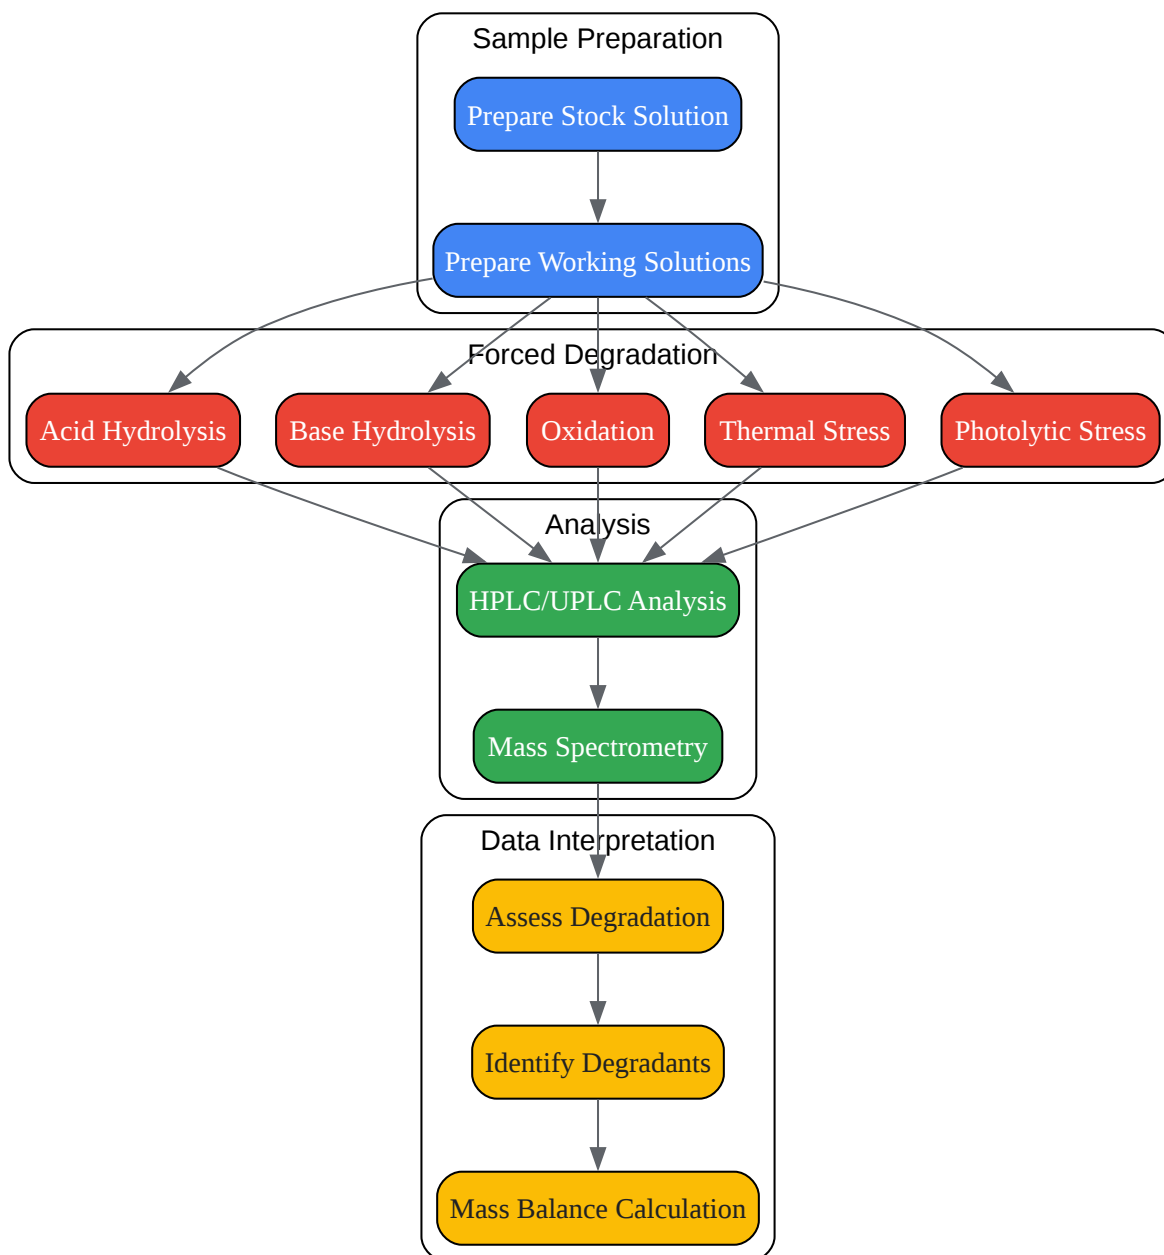 Sample Preparation
Prepare Stock Solution
Prepare Working Solutions
Forced Degradation
Acid Hydrolysis
Base Hydrolysis
Oxidation
Thermal Stress
Photolytic Stress
Analysis
HPLC/UPLC Analysis
Mass Spectrometry
Data Interpretation
Assess Degradation
Identify Degradants
Mass Balance Calculation